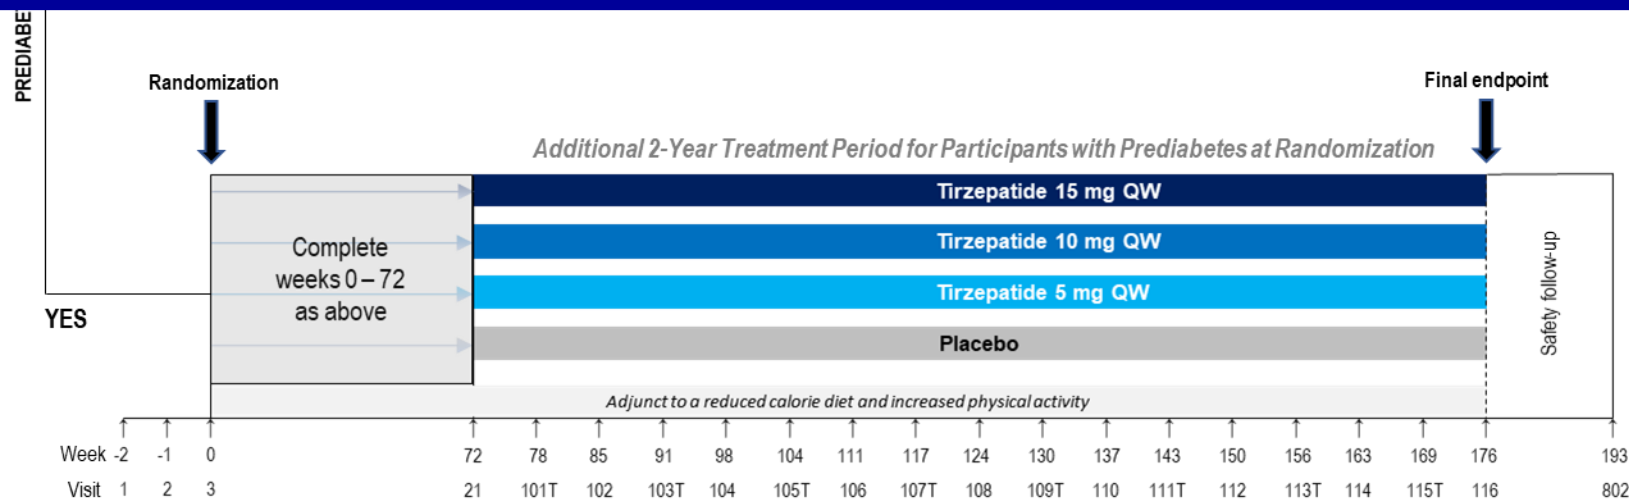 PREDIABE
Randomization
Final endpoint
Additional 2-Year Treatment Period for Participants with Prediabetes at Randomization
Tirzepatide 15 mg QW
Tirzepatide 10 mg QW
Tirzepatide 5 mg QW
Placebo
Complete
weeks 0 – 72
as above
YES
Safety follow-up
Adjunct to a reduced calorie diet and increased physical activity
Week -2 -1 0 72 78 85 91 98 104 111 117 124 130 137 143 150 156 163 169 176 193
Visit 1 2 3 21 101T 102 103T 104 105T 106 107T 108 109T 110 111T 112 113T 114 115T 116 802